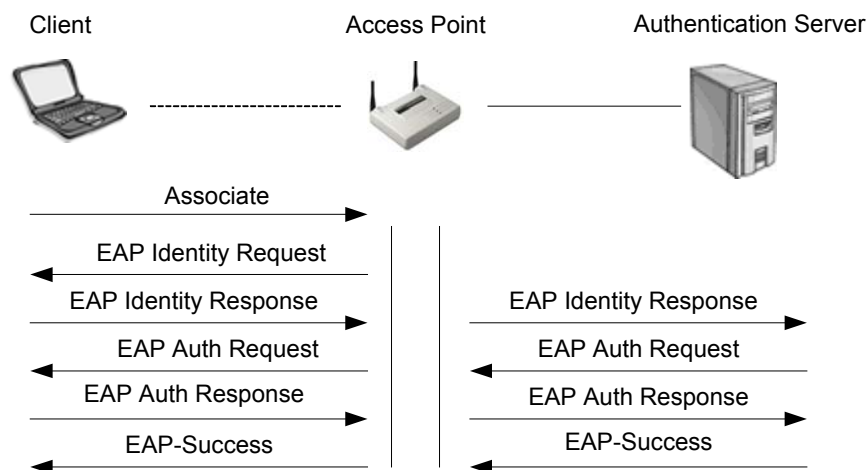 Client
Access Point
Authentication Server
Associate
EAP Identity Request
EAP Identity Response
EAP Identity Response
EAP Auth Request
EAP Auth Request
EAP Auth Response
EAP Auth Response
EAP-Success
EAP-Success